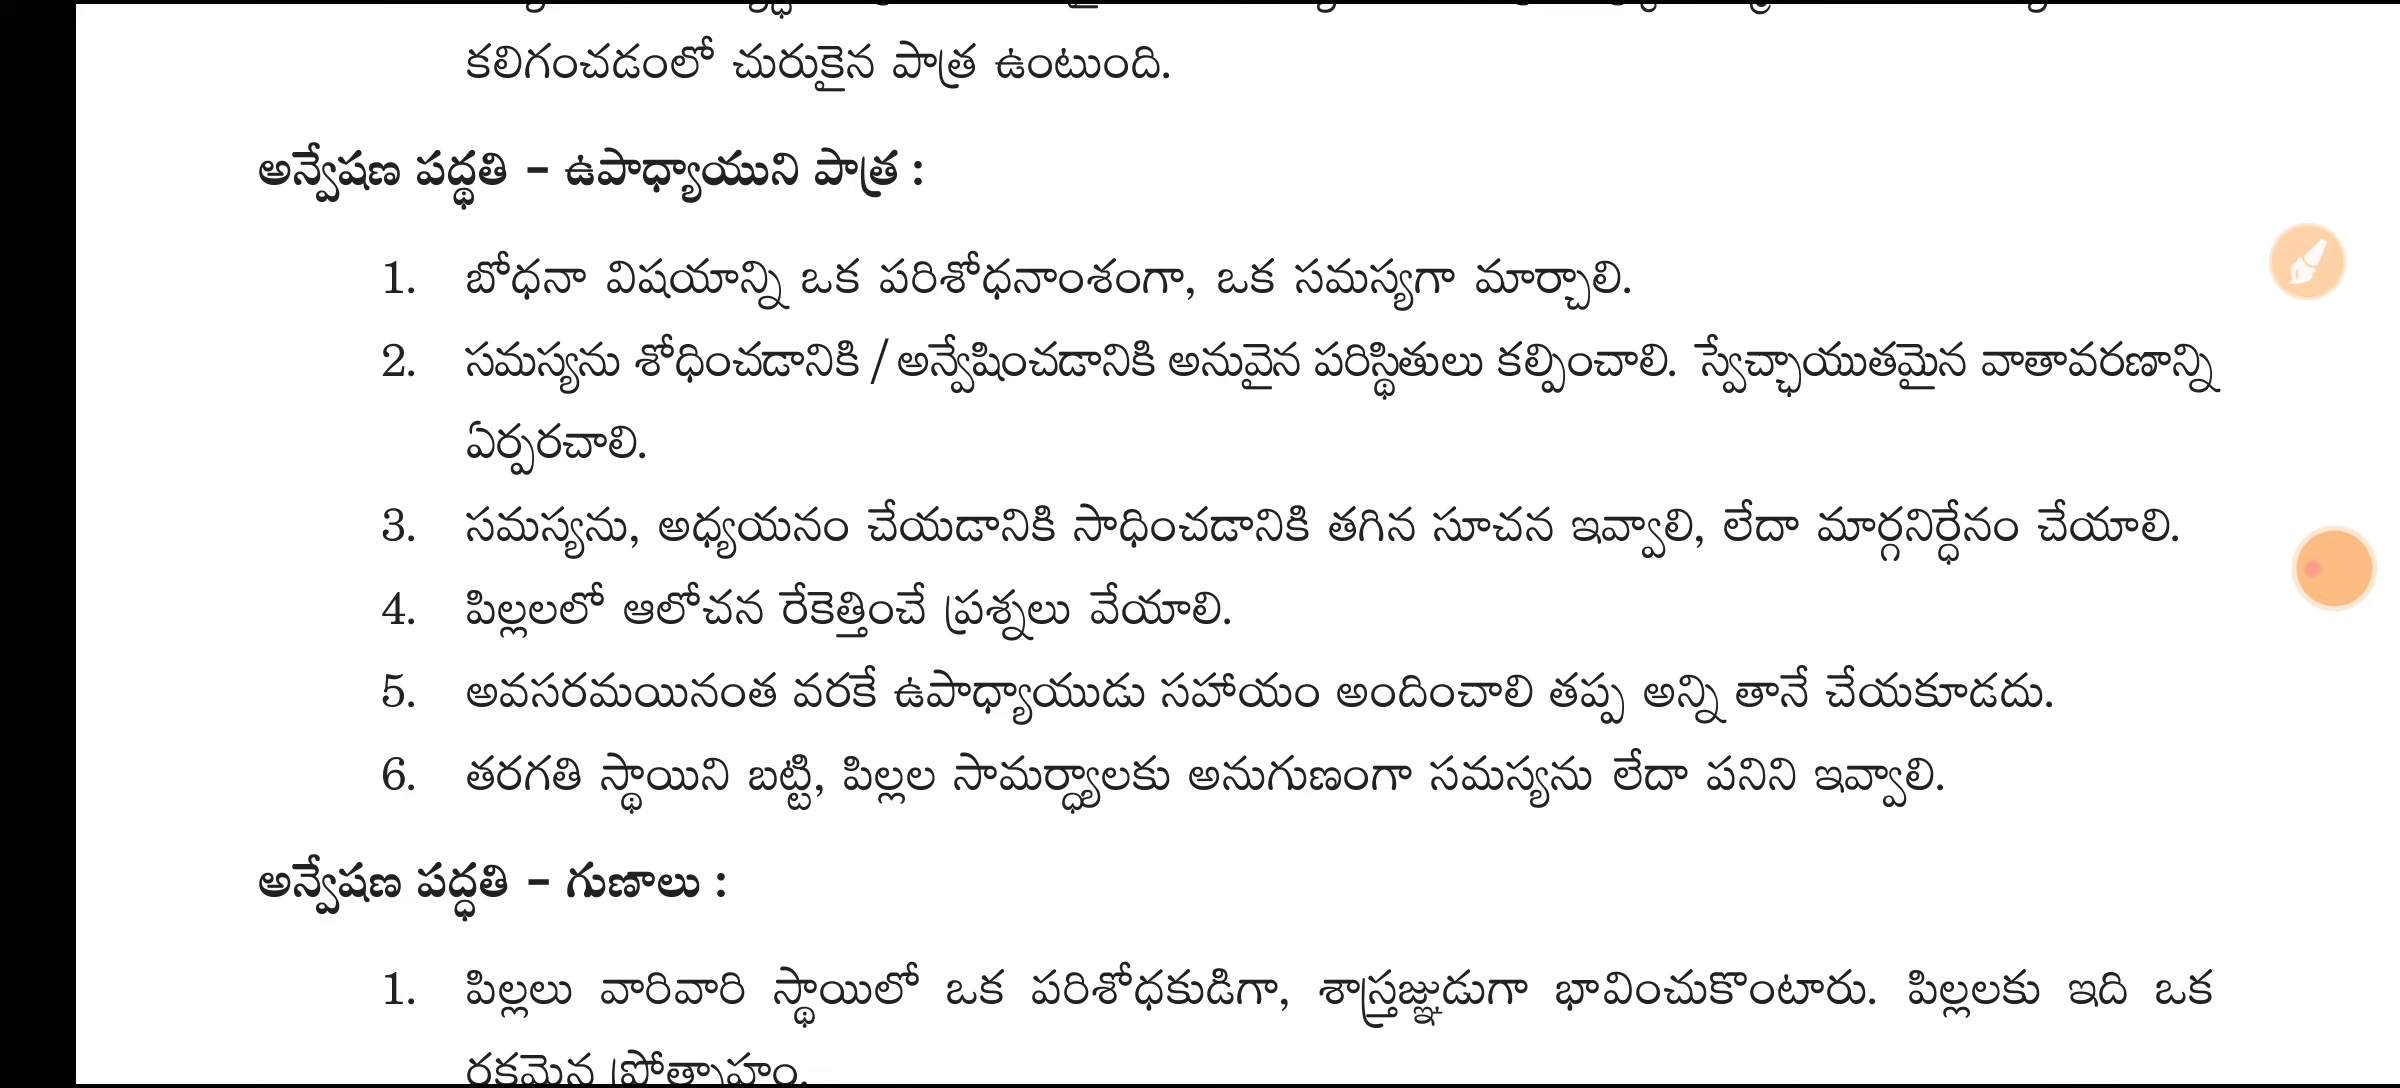 కలిగంచడంలో చురుకైన పాత్ర ఉంటుంది.
అన్వేషణ పద్థతి – ఉపాధ్యాయుని పాత్ర :
1. బోధనా విషయాన్ని ఒక పరిశోధనాంశంగా, ఒక సమస్యగా మార్చాలి.
2. సమస్యను శోధించడానికి / అన్వేషించడానికి అనువైన పరిస్థితులు కల్పించాలి. స్వేచ్ఛాయుతమైన వాతావరణాన్ని
ఏర్పరచాలి.
3. సమస్యను, అధ్యయనం చేయడానికి సాధించడానికి తగిన సూచన ఇవ్వాలి, లేదా మార్గనిర్ధేనం చేయాలి.
4. పిల్లలలో ఆలోచన రేకెత్తించే ప్రశ్నలు వేయాలి.
5. అవసరమయినంత వరకే ఉపాధ్యాయుడు సహాయం అందించాలి తప్ప అన్ని తానే చేయకూడదు.
6. తరగతి స్థాయిని బట్టి, పిల్లల సామర్ధ్యాలకు అనుగుణంగా సమస్యను లేదా పనిని ఇవ్వాలి.
అన్వేషణ పద్ధతి – గుణాలు :
1. పిల్లలు వారివారి స్థాయిలో ఒక పరిశోధకుడిగా, శాస్త్రజ్ఞుడుగా భావించుకొంటారు. పిల్లలకు ఇది ఒక
రకమైన ప్రోత్సాహం.